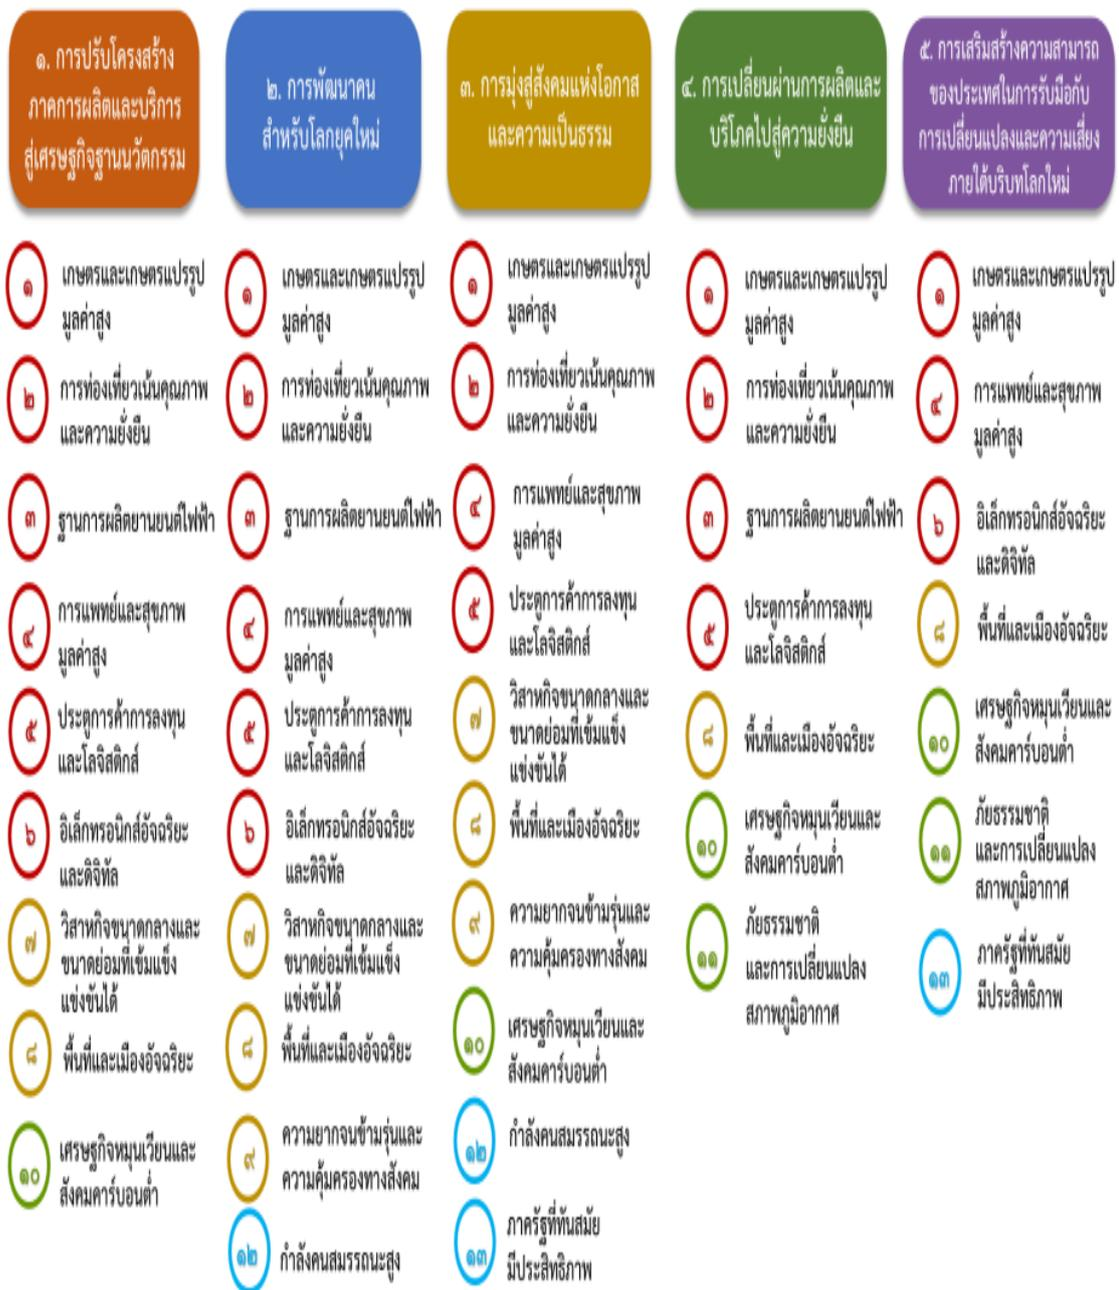 ๑. การปรับโครงสร้าง
ภาคการผลิตและบริการ
สู่เศรษฐกิจฐานนวัตกรรม
๑
เกษตรและเกษตรแปรรูป
มูลค่าสูง
๒
การท่องเที่ยวเน้นคุณภาพ
และความยั่งยืน
๓
ฐานการผลิตยานยนต์ไฟฟ้า
๔
การแพทย์และสุขภาพ
มูลค่าสูง
๕
ประตูการค้าการลงทุน
และโลจิสติกส์
๖
อิเล็กทรอนิกส์อัจฉริยะ
และดิจิทัล
๗
วิสาหกิจขนาดกลางและ
ขนาดย่อมที่เข้มแข็ง
แข่งขันได้
๘
พื้นที่และเมืองอัจฉริยะ
๑๐
เศรษฐกิจหมุนเวียนและ
สังคมคาร์บอนต่ำ
๒. การพัฒนาคน
สำหรับโลกยุคใหม่
๑
เกษตรและเกษตรแปรรูป
มูลค่าสูง
๒
การท่องเที่ยวเน้นคุณภาพ
และความยั่งยืน
๓
ฐานการผลิตยานยนต์ไฟฟ้า
๔
การแพทย์และสุขภาพ
มูลค่าสูง
๕
ประตูการค้าการลงทุน
และโลจิสติกส์
๖
อิเล็กทรอนิกส์อัจฉริยะ
และดิจิทัล
๗
วิสาหกิจขนาดกลางและ
ขนาดย่อมที่เข้มแข็ง
แข่งขันได้
๘
พื้นที่และเมืองอัจฉริยะ
๙
ความยากจนข้ามรุ่นและ
ความคุ้มครองทางสังคม
๑๒
กำลังคนสมรรถนะสูง
๓. การมุ่งสู่สังคมแห่งโอกาส
และความเป็นธรรม
๑
เกษตรและเกษตรแปรรูป
มูลค่าสูง
๒
การท่องเที่ยวเน้นคุณภาพ
และความยั่งยืน
๔
การแพทย์และสุขภาพ
มูลค่าสูง
๕
ประตูการค้าการลงทุน
และโลจิสติกส์
๗
วิสาหกิจขนาดกลางและ
ขนาดย่อมที่เข้มแข็ง
แข่งขันได้
๘
พื้นที่และเมืองอัจฉริยะ
๙
ความยากจนข้ามรุ่นและ
ความคุ้มครองทางสังคม
๑๐
เศรษฐกิจหมุนเวียนและ
สังคมคาร์บอนต่ำ
๑๒
กำลังคนสมรรถนะสูง
๑๓
ภาครัฐที่ทันสมัย
มีประสิทธิภาพ
๔. การเปลี่ยนผ่านการผลิตและ
บริโภคไปสู่ความยั่งยืน
๑
เกษตรและเกษตรแปรรูป
มูลค่าสูง
๒
การท่องเที่ยวเน้นคุณภาพ
และความยั่งยืน
๓
ฐานการผลิตยานยนต์ไฟฟ้า
๕
ประตูการค้าการลงทุน
และโลจิสติกส์
๘
พื้นที่และเมืองอัจฉริยะ
๑๐
เศรษฐกิจหมุนเวียนและ
สังคมคาร์บอนต่ำ
๑๑
ภัยธรรมชาติ
และการเปลี่ยนแปลง
สภาพภูมิอากาศ
๕. การเสริมสร้างความสามารถ
ของประเทศในการรับมือกับ
การเปลี่ยนแปลงและความเสี่ยง
ภายใต้บริบทโลกใหม่
๑
เกษตรและเกษตรแปรรูป
มูลค่าสูง
๔
การแพทย์และสุขภาพ
มูลค่าสูง
๖
อิเล็กทรอนิกส์อัจฉริยะ
และดิจิทัล
๘
พื้นที่และเมืองอัจฉริยะ
๑๐
เศรษฐกิจหมุนเวียนและ
สังคมคาร์บอนต่ำ
๑๑
ภัยธรรมชาติ
และการเปลี่ยนแปลง
สภาพภูมิอากาศ
๑๓
ภาครัฐที่ทันสมัย
มีประสิทธิภาพ